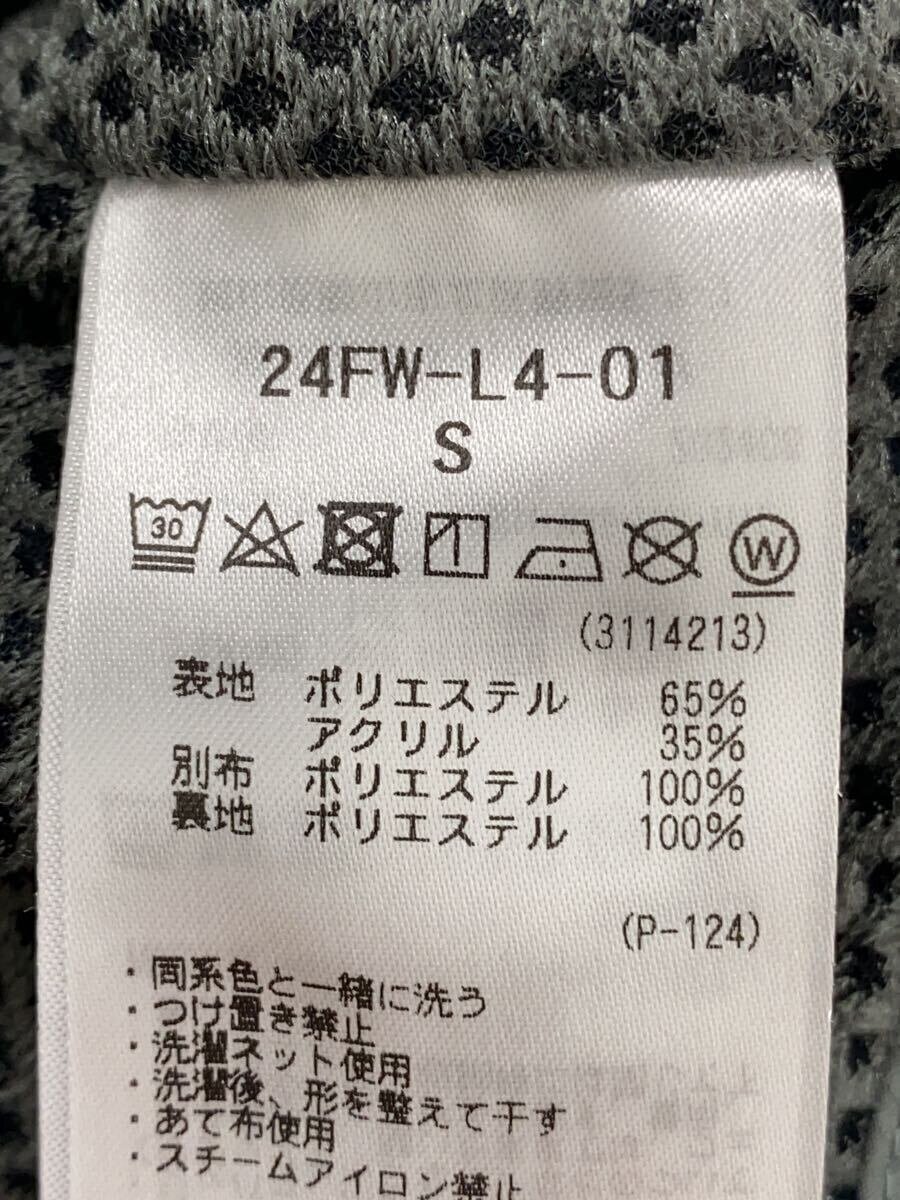 24FW-L4-01
S
30 W
(3114213)
表地 ポリエステル 65%
アクリル 35%
別布 ポリエステル 100%
裏地 ポリエステル 100%
(P-124)
・同系色と一緒に洗う
・つけ置き禁止
・洗濯ネット使用
・洗濯後、形を整えて干す
・あて布使用
・スチームアイロン禁止